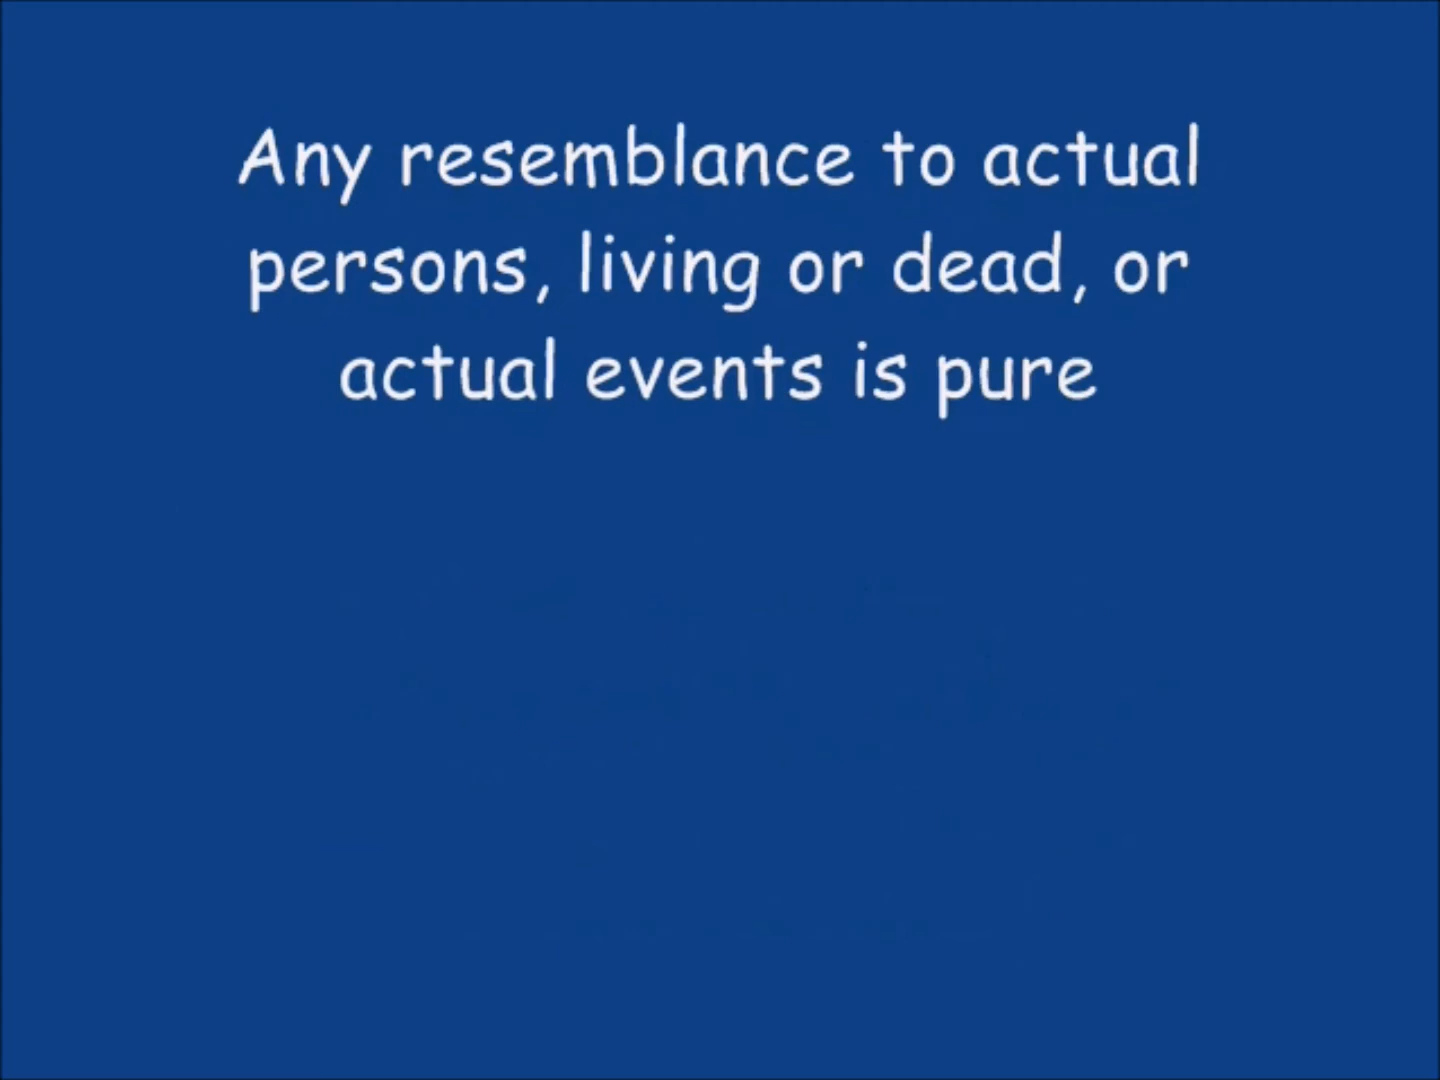 Any resemblance to actual
persons, living or dead, or
actual events is pure